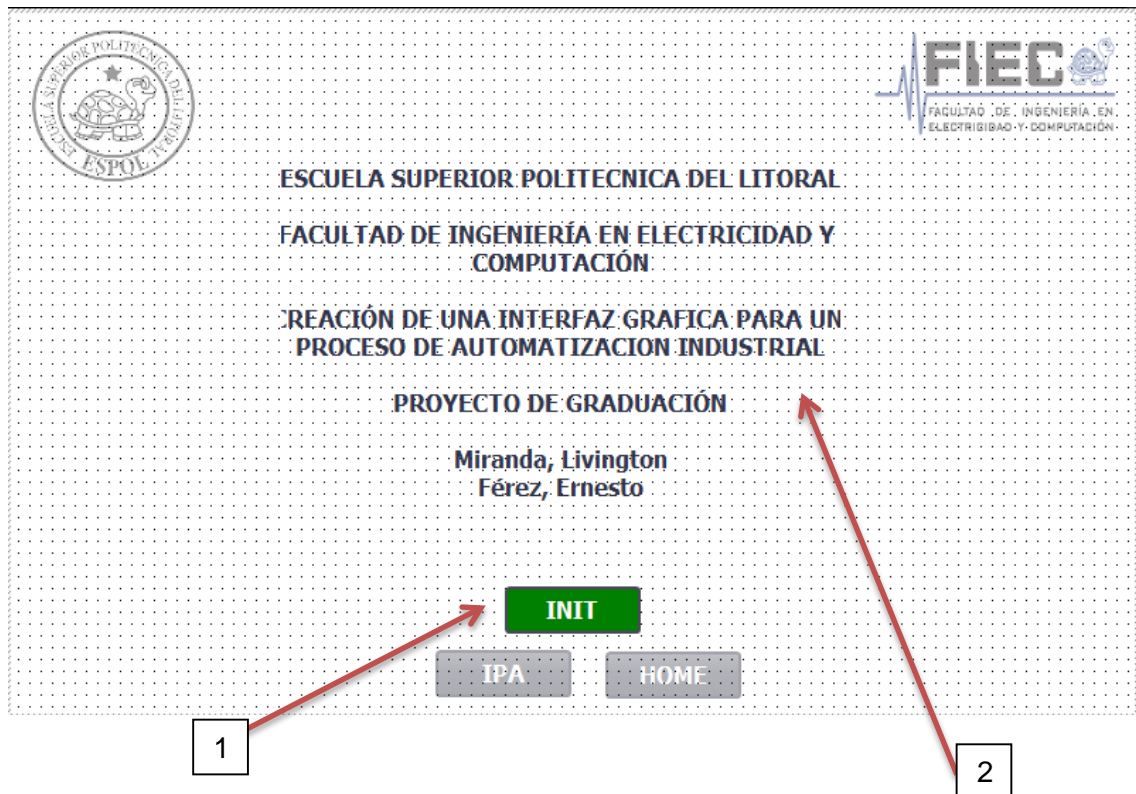 ESCUELA SUPERIOR POLITECNICA DEL LITORAL
ESPOL
FIEC
FACULTAD DE INGENIERÍA EN
ELECTRICIDAD Y COMPUTACIÓN
ESCUELA SUPERIOR POLITECNICA DEL LITORAL
FACULTAD DE INGENIERÍA EN ELECTRICIDAD Y
COMPUTACIÓN
CREACIÓN DE UNA INTERFAZ GRAFICA PARA UN
PROCESO DE AUTOMATIZACION INDUSTRIAL
PROYECTO DE GRADUACIÓN
Miranda, Livington
Férez, Ernesto
INIT
IPA HOME
1
2